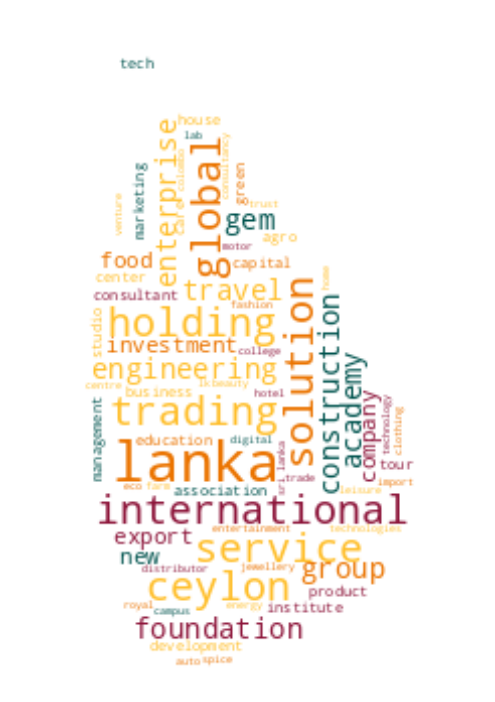 tech
house
lab
enterprise
colombo
care
global
consultancy
marketing
green
venture
trust
gem
agro
motor
food
capital
center
home
consultant
travel
fashion
studio
holding
solution
construction
investment
college
academy
engineering
centre
business
lkbeauty
hotel
company
technology
clothing
trading
management
education
digital
lanka
sri lanka
tour
trade
import
eco
farm
association
leisure
international
entertainment
technologies
export
service
new
distributor
jewellery
group
ceylon
product
royal
campus
energy
institute
foundation
development
auto
spice